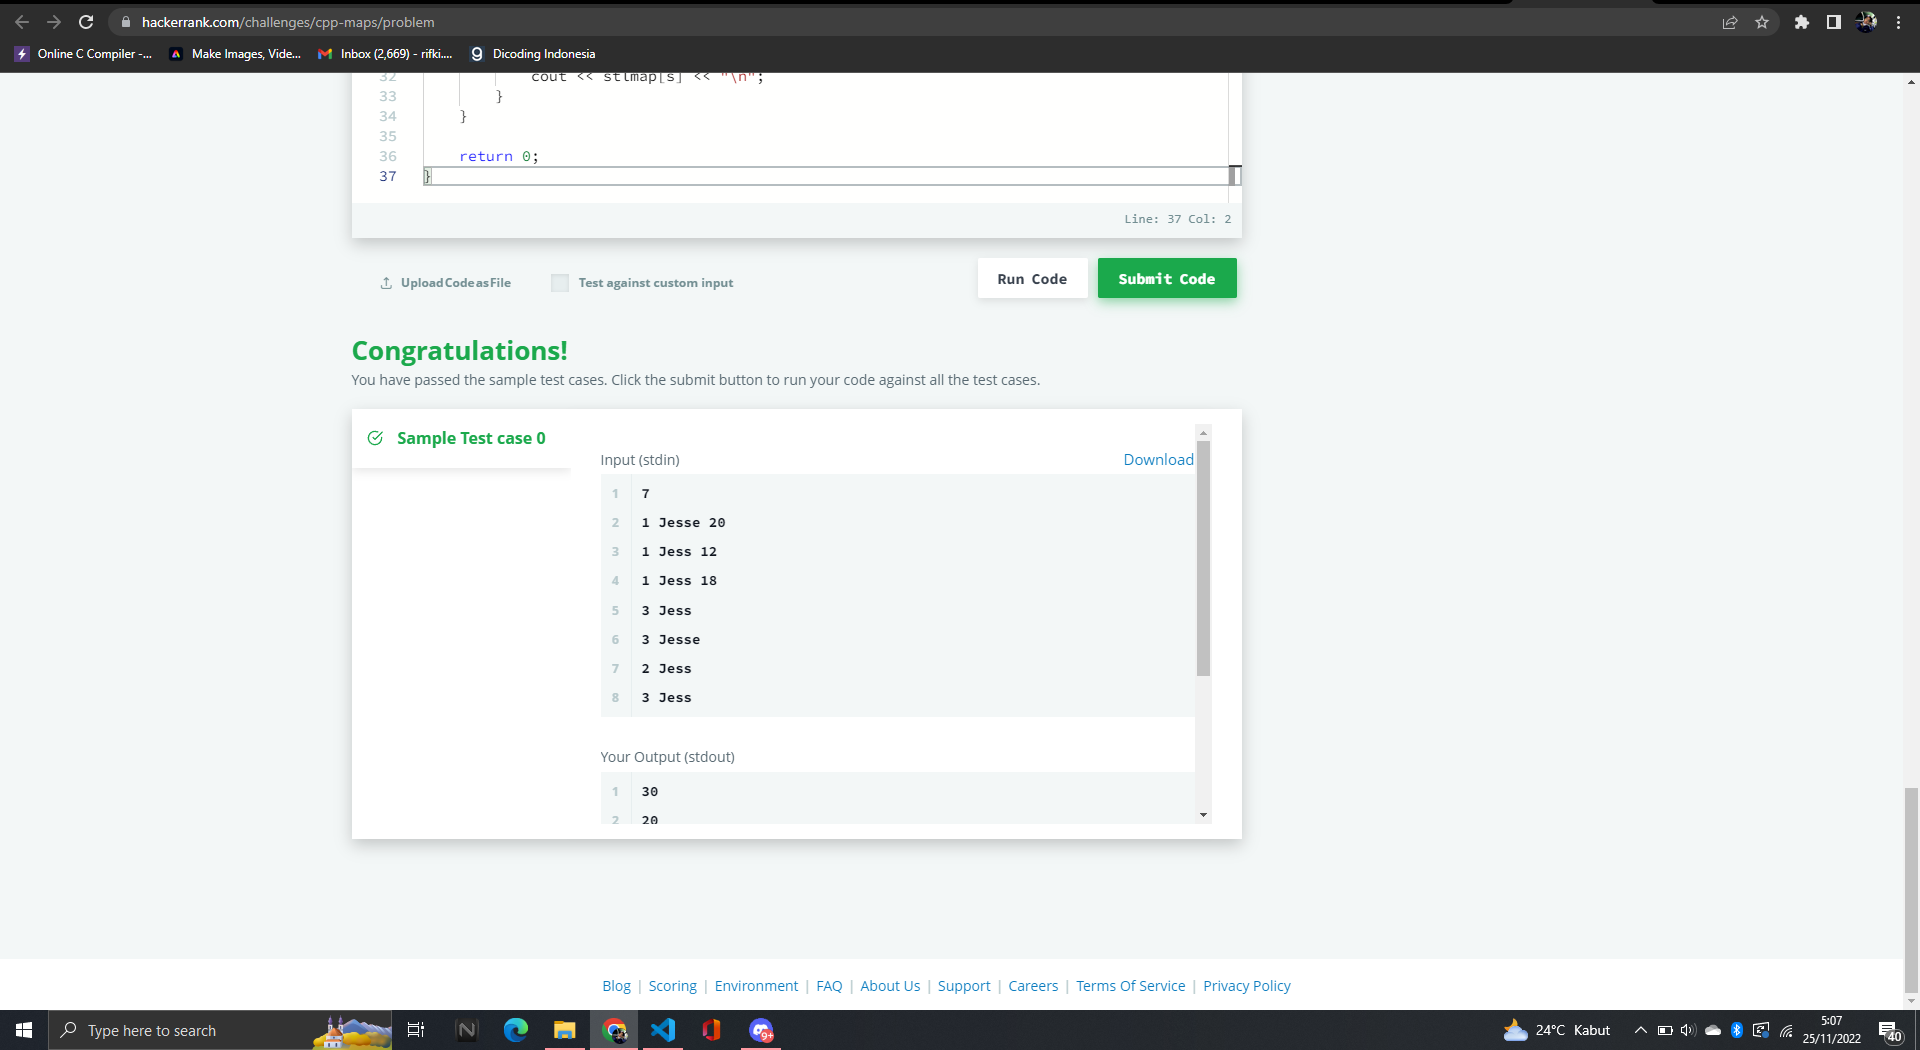 hackerrank.com/challenges/cpp-maps/problem
Online C Compiler -... Make Images, Vide... Inbox (2,669) - rifki.... Dicoding Indonesia
32 cout << stlmap[s] << "\n";
33 }
34 }
35
36 return 0;
37 }
Line: 37 Col: 2
Upload Code as File Test against custom input Run Code Submit Code
Congratulations!
You have passed the sample test cases. Click the submit button to run your code against all the test cases.
Sample Test case 0
Input (stdin) Download
1 7
2 1 Jesse 20
3 1 Jess 12
4 1 Jess 18
5 3 Jess
6 3 Jesse
7 2 Jess
8 3 Jess
Your Output (stdout)
1 30
2 20
Blog | Scoring | Environment | FAQ | About Us | Support | Careers | Terms Of Service | Privacy Policy
Type here to search
9+
24°C Kabut
5:07
25/11/2022
40